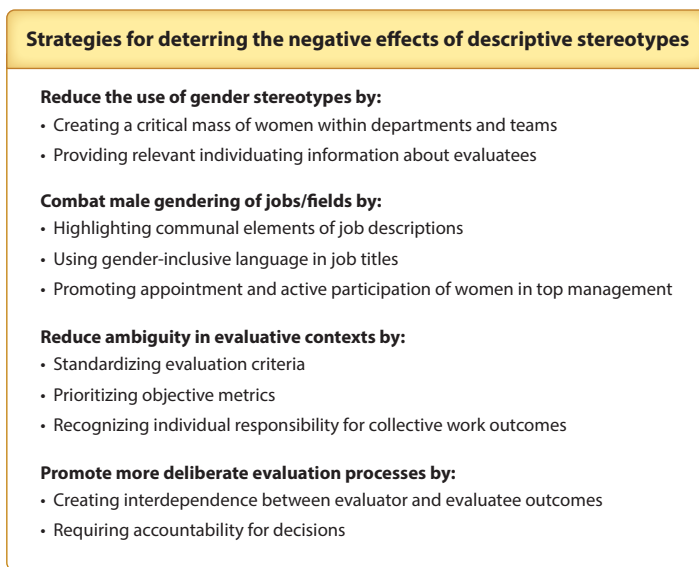 Strategies for deterring the negative effects of descriptive stereotypes
Reduce the use of gender stereotypes by:
• Creating a critical mass of women within departments and teams
• Providing relevant individuating information about evaluatees
Combat male gendering of jobs/fields by:
• Highlighting communal elements of job descriptions
• Using gender-inclusive language in job titles
• Promoting appointment and active participation of women in top management
Reduce ambiguity in evaluative contexts by:
• Standardizing evaluation criteria
• Prioritizing objective metrics
• Recognizing individual responsibility for collective work outcomes
Promote more deliberate evaluation processes by:
• Creating interdependence between evaluator and evaluatee outcomes
• Requiring accountability for decisions